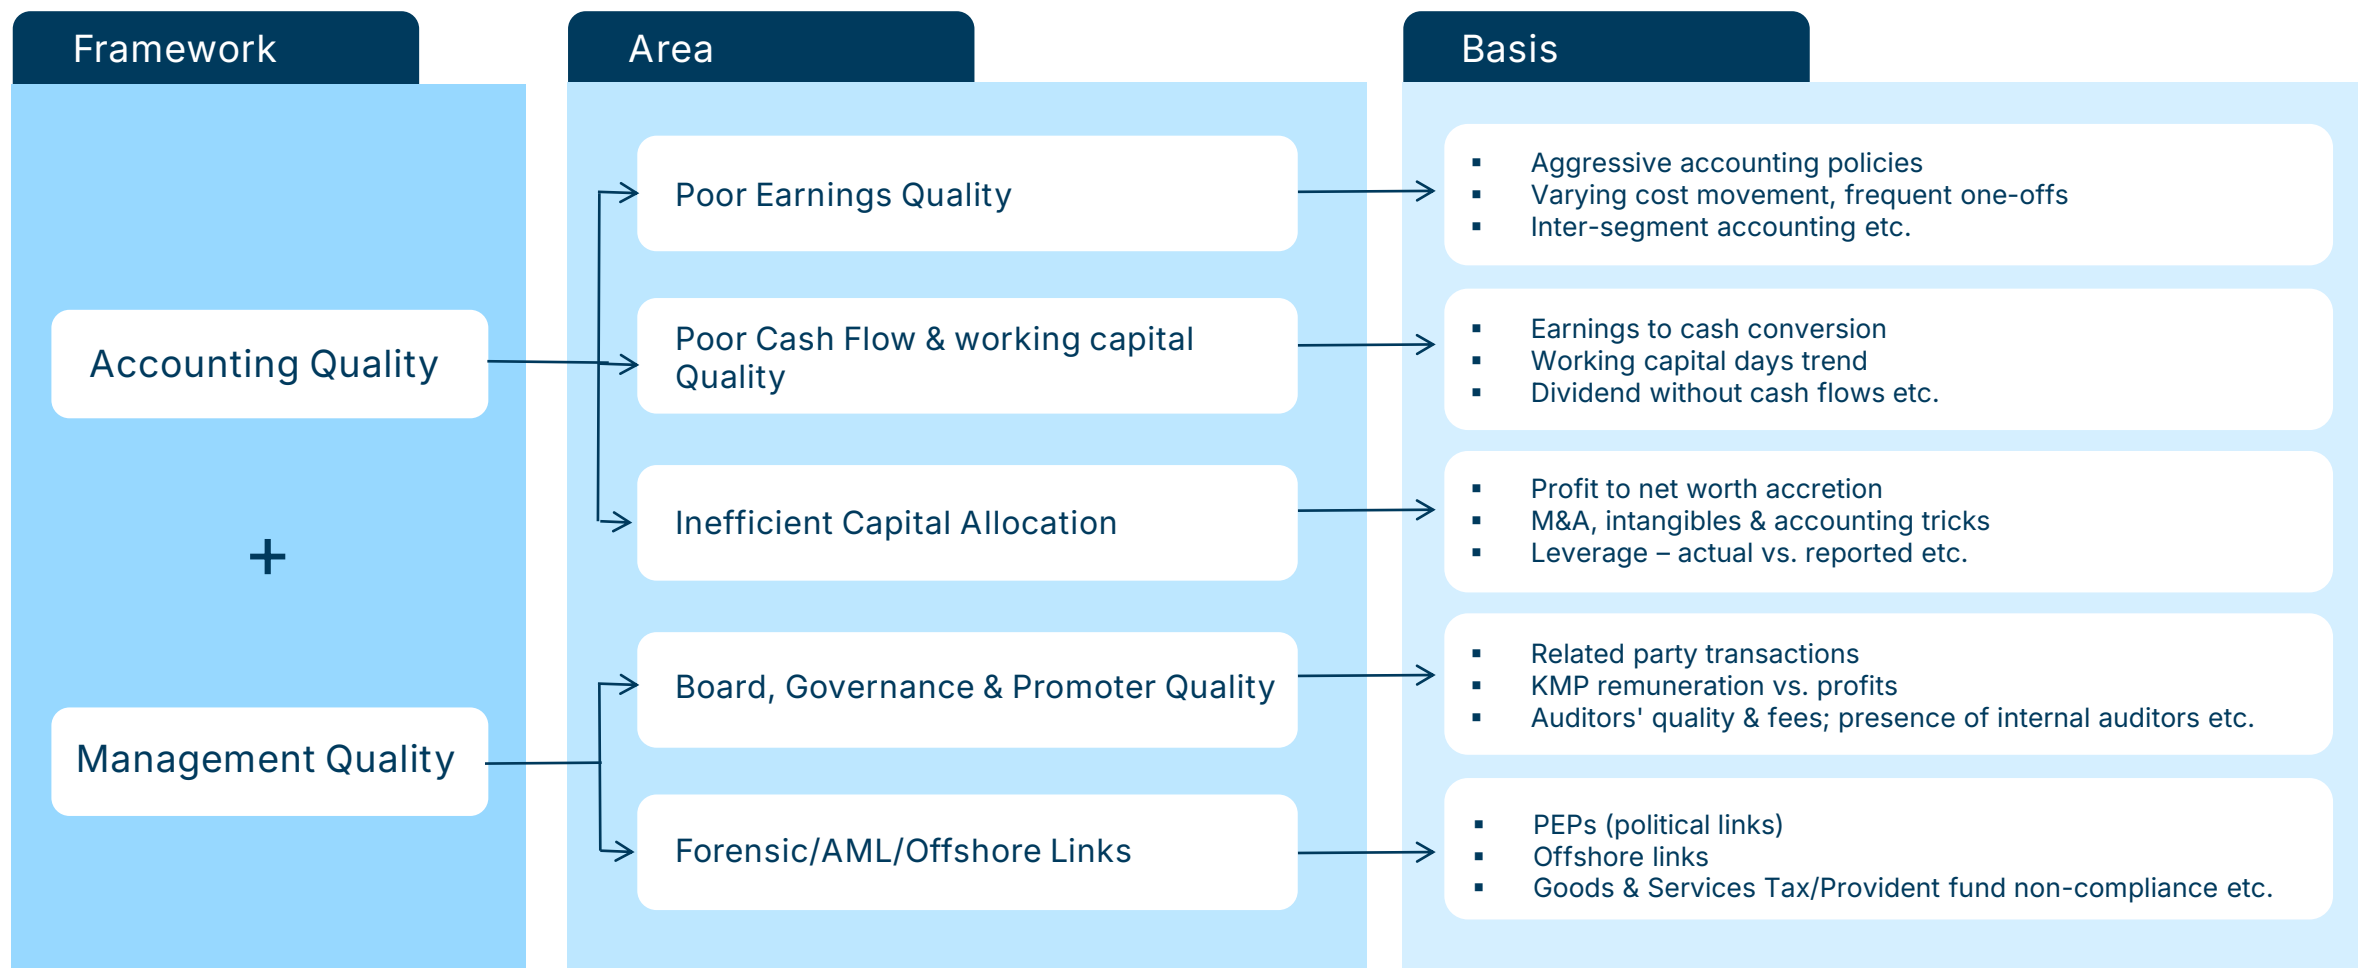 Framework
Area
Basis
Accounting Quality
+
Management Quality
Poor Earnings Quality
Poor Cash Flow & working capital
Quality
Inefficient Capital Allocation
Board, Governance & Promoter Quality
Forensic/AML/Offshore Links
▪ Aggressive accounting policies
▪ Varying cost movement, frequent one-offs
▪ Inter-segment accounting etc.
▪ Earnings to cash conversion
▪ Working capital days trend
▪ Dividend without cash flows etc.
▪ Profit to net worth accretion
▪ M&A, intangibles & accounting tricks
▪ Leverage – actual vs. reported etc.
▪ Related party transactions
▪ KMP remuneration vs. profits
▪ Auditors' quality & fees; presence of internal auditors etc.
▪ PEPs (political links)
▪ Offshore links
▪ Goods & Services Tax/Provident fund non-compliance etc.